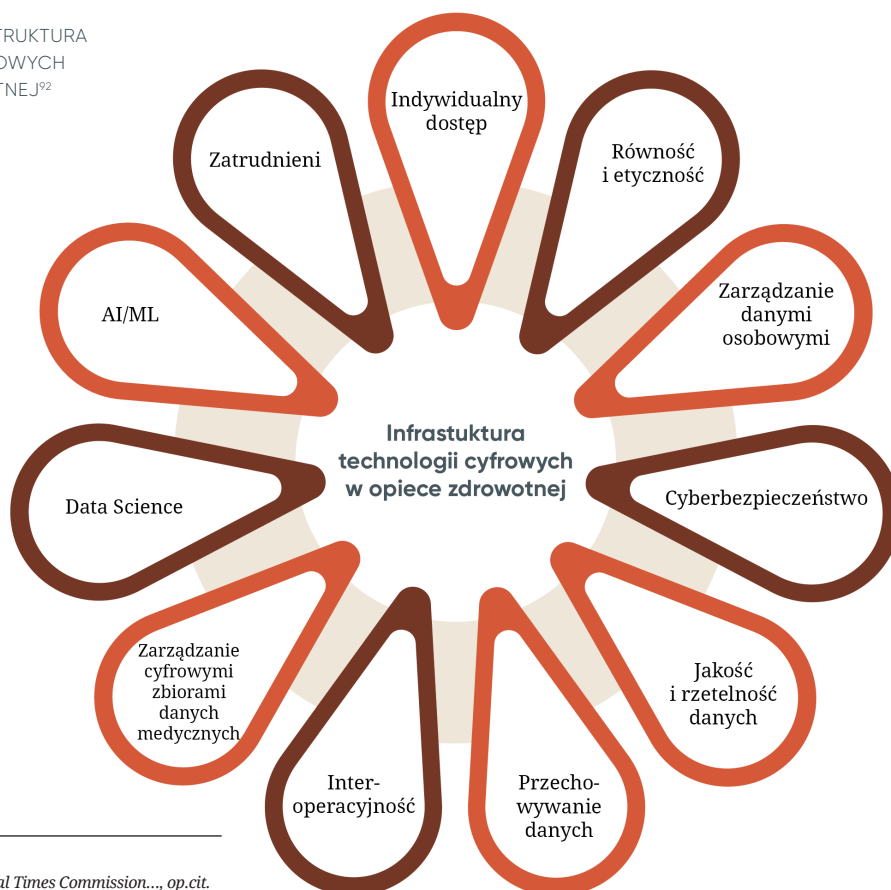 TRUKTURA
OWYCH
TNEJ⁹²
Indywidualny
dostęp
Równość
i etyczność
Zarządzanie
danymi
osobowymi
Cyberbezpieczeństwo
Jakość
i rzetelność
danych
Przecho-
wywanie
danych
Inter-
operacyjność
Zarządzanie
cyfrowymi
zbiorami
danych
medycznych
Data Science
AI/ML
Zatrudnieni
Infrastuktura
technologii cyfrowych
w opiece zdrowotnej
al Times Commission..., op.cit.